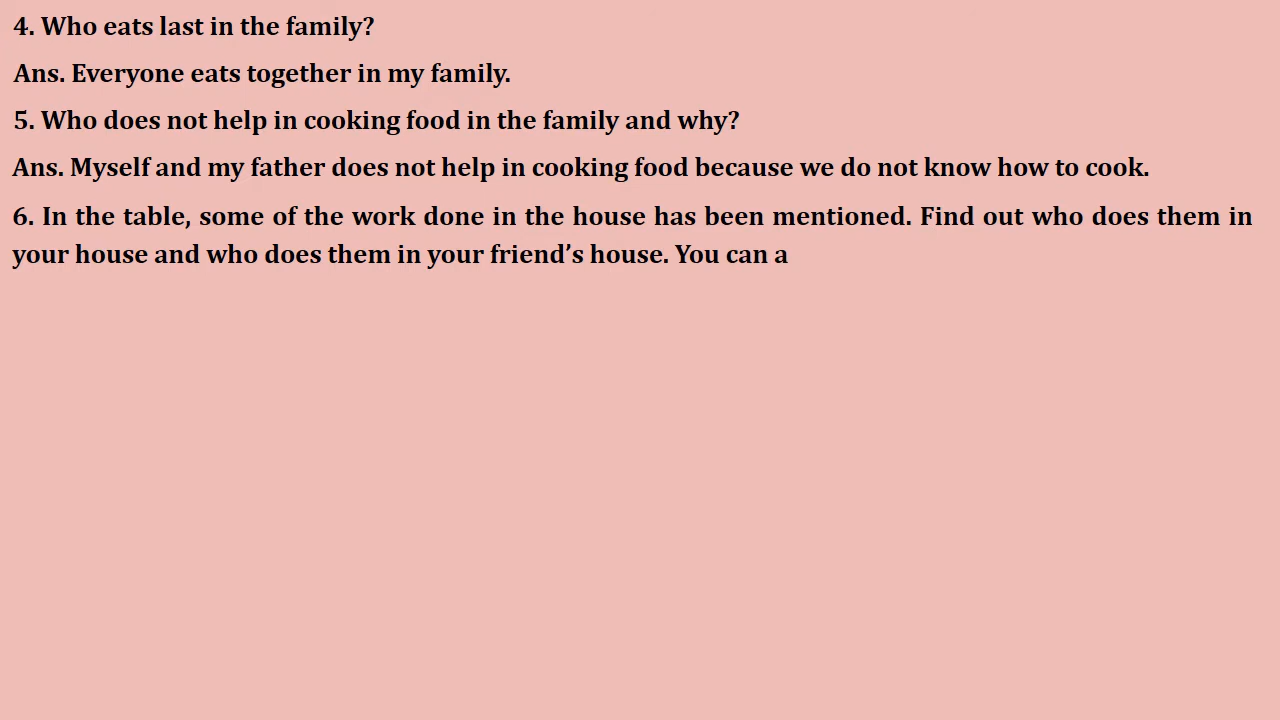 4. Who eats last in the family?
Ans. Everyone eats together in my family.
5. Who does not help in cooking food in the family and why?
Ans. Myself and my father does not help in cooking food because we do not know how to cook.
6. In the table, some of the work done in the house has been mentioned. Find out who does them in
your house and who does them in your friend’s house. You can a